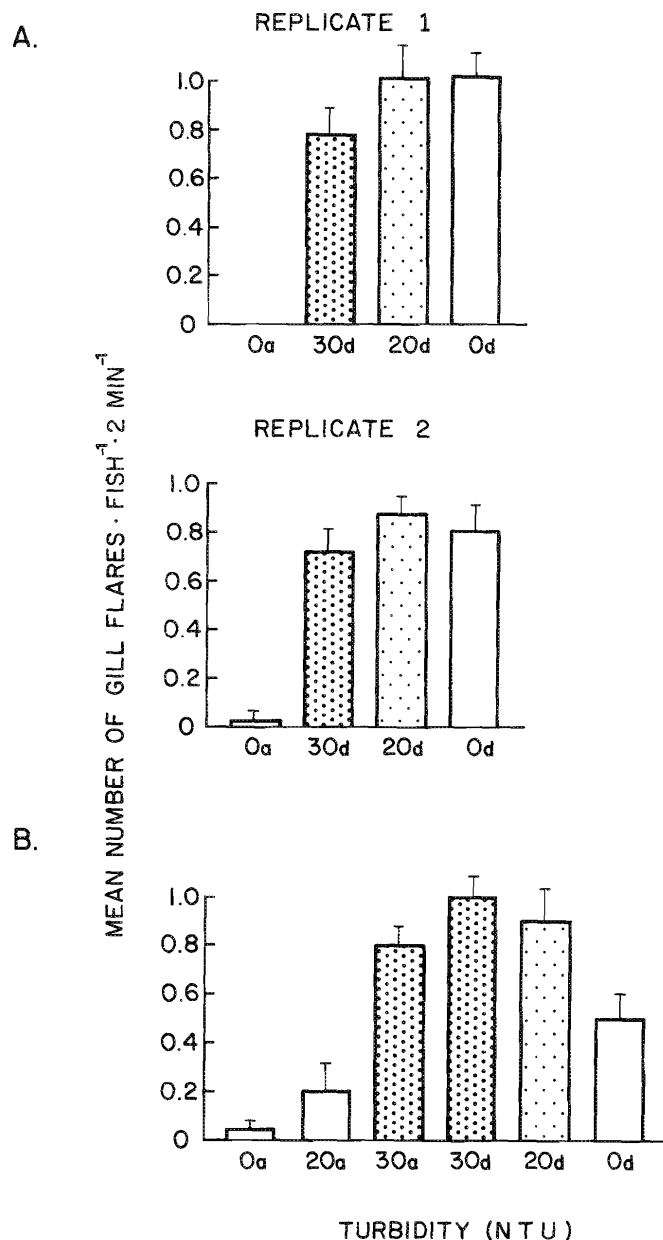 A.
REPLICATE 1
1.0
0.8
0.6
0.4
0.2
0
0a 30d 20d 0d
MEAN NUMBER OF GILL FLARES · FISH⁻¹ · 2 MIN⁻¹
REPLICATE 2
1.0
0.8
0.6
0.4
0.2
0
0a 30d 20d 0d
B.
1.0
0.8
0.6
0.4
0.2
0
0a 20a 30a 30d 20d 0d
TURBIDITY (NTU)